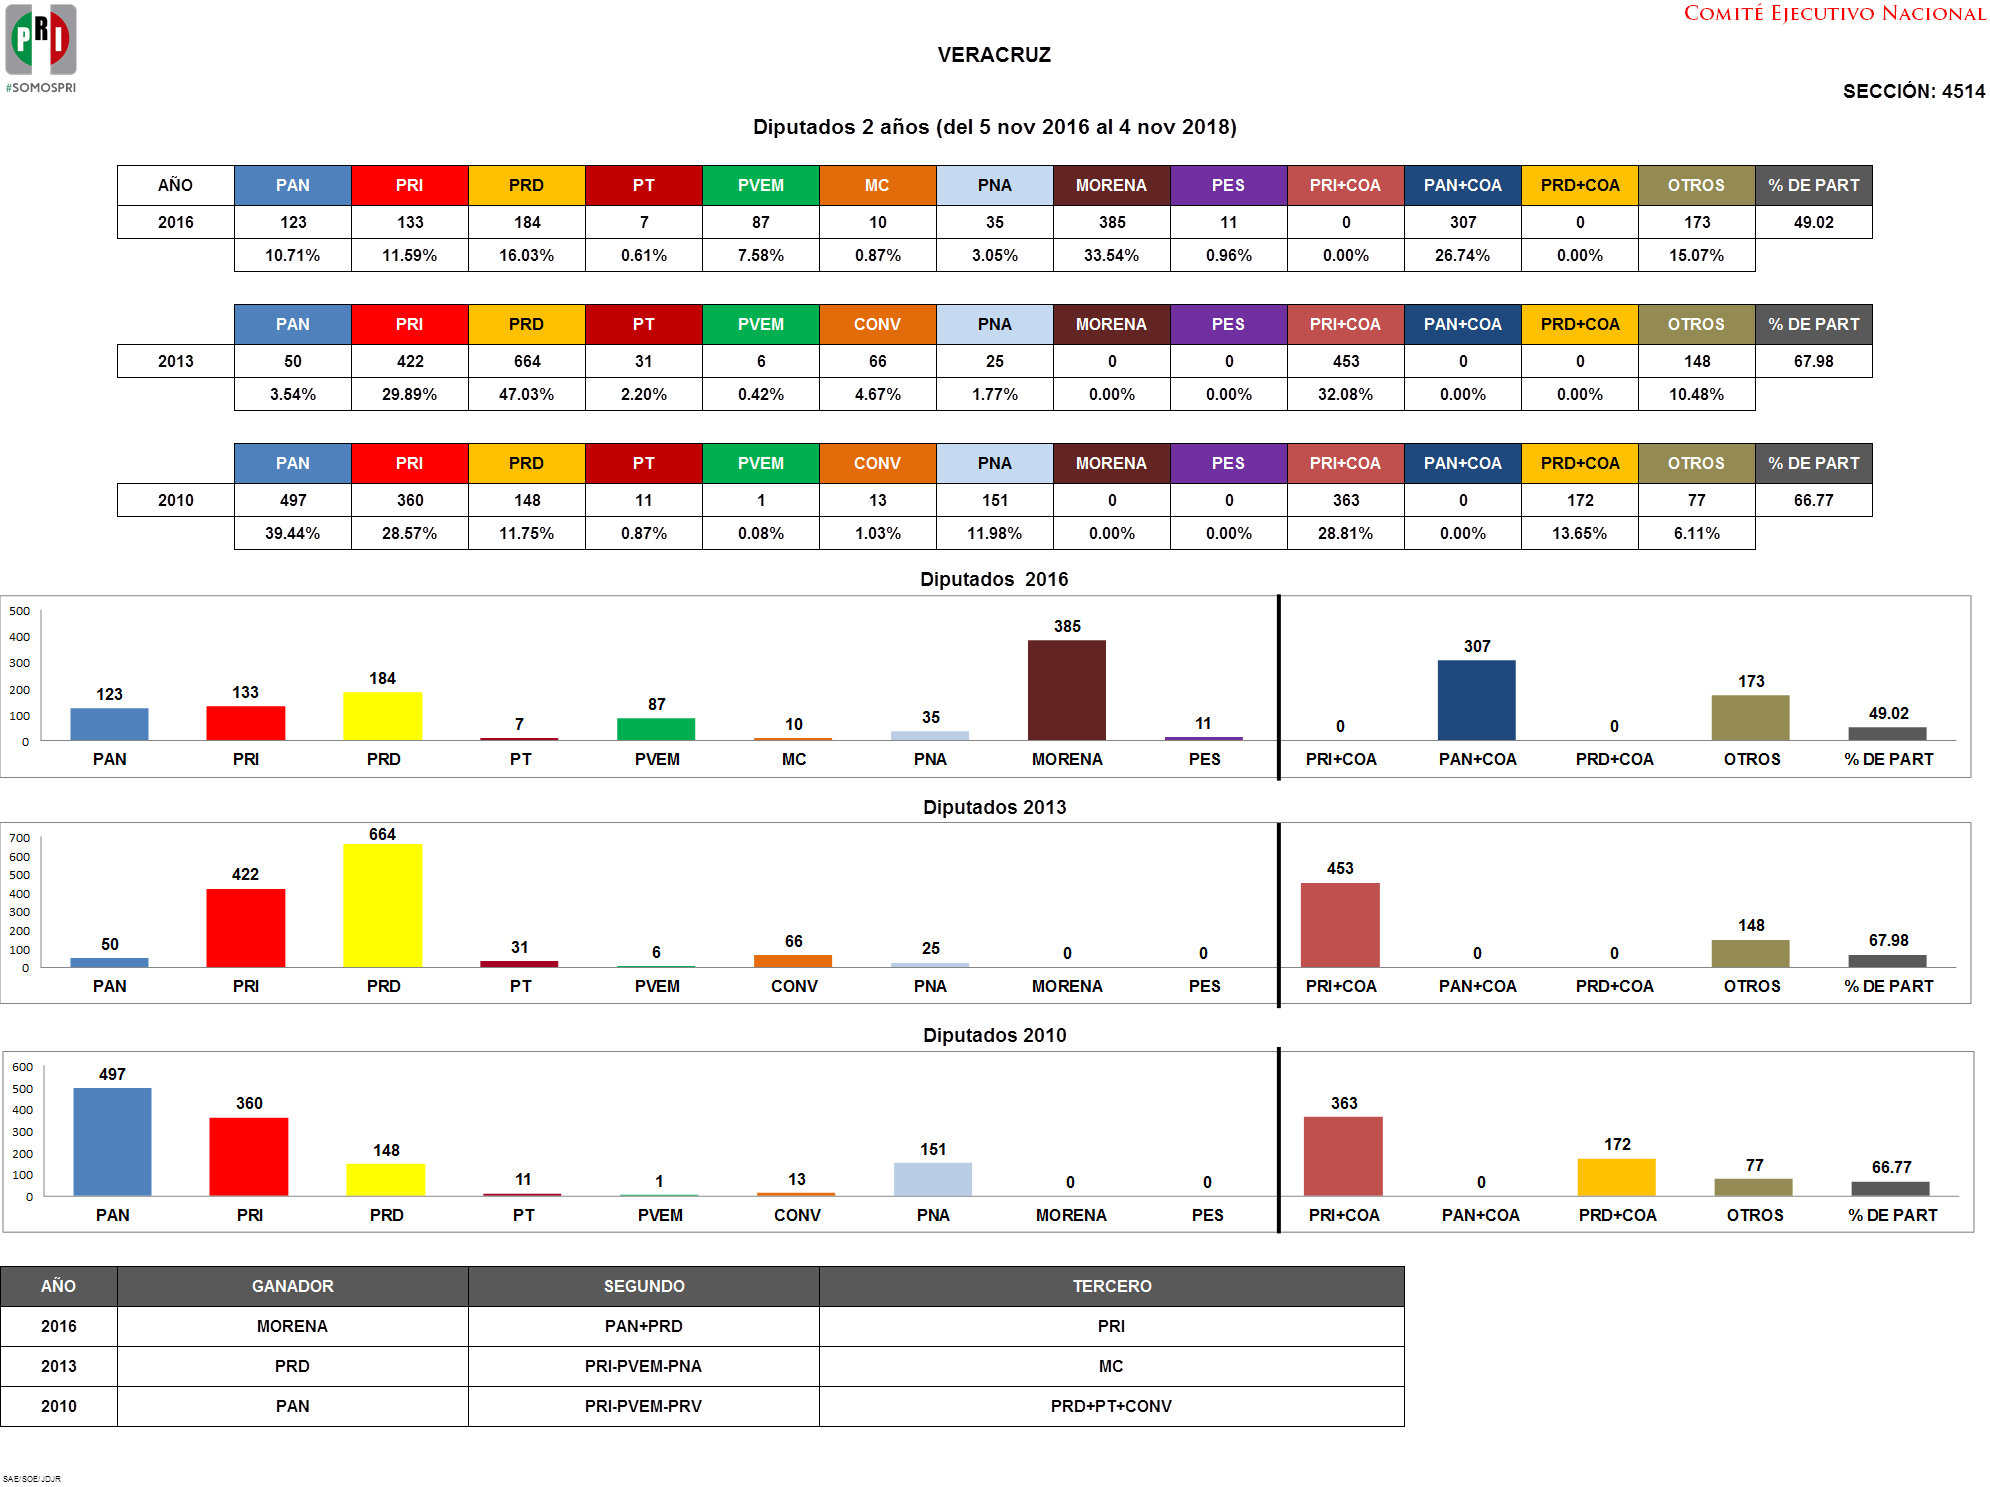 COMITÉ EJECUTIVO NACIONAL
PRI
#SOMOSPRI
VERACRUZ
SECCIÓN: 4514
Diputados 2 años (del 5 nov 2016 al 4 nov 2018)
AÑO PAN PRI PRD PT PVEM MC PNA MORENA PES PRI+COA PAN+COA PRD+COA OTROS % DE PART
2016 123 133 184 7 87 10 35 385 11 0 307 0 173 49.02
10.71% 11.59% 16.03% 0.61% 7.58% 0.87% 3.05% 33.54% 0.96% 0.00% 26.74% 0.00% 15.07%
PAN PRI PRD PT PVEM CONV PNA MORENA PES PRI+COA PAN+COA PRD+COA OTROS % DE PART
2013 50 422 664 31 6 66 25 0 0 453 0 0 148 67.98
3.54% 29.89% 47.03% 2.20% 0.42% 4.67% 1.77% 0.00% 0.00% 32.08% 0.00% 0.00% 10.48%
PAN PRI PRD PT PVEM CONV PNA MORENA PES PRI+COA PAN+COA PRD+COA OTROS % DE PART
2010 497 360 148 11 1 13 151 0 0 363 0 172 77 66.77
39.44% 28.57% 11.75% 0.87% 0.08% 1.03% 11.98% 0.00% 0.00% 28.81% 0.00% 13.65% 6.11%
Diputados 2016
500
400
300
200
100
0
123 133 184 7 87 10 35 385 11 0 307 0 173 49.02
PAN PRI PRD PT PVEM MC PNA MORENA PES PRI+COA PAN+COA PRD+COA OTROS % DE PART
Diputados 2013
700
600
500
400
300
200
100
0
50 422 664 31 6 66 25 0 0 453 0 0 148 67.98
PAN PRI PRD PT PVEM CONV PNA MORENA PES PRI+COA PAN+COA PRD+COA OTROS % DE PART
Diputados 2010
600
500
400
300
200
100
0
497 360 148 11 1 13 151 0 0 363 0 172 77 66.77
PAN PRI PRD PT PVEM CONV PNA MORENA PES PRI+COA PAN+COA PRD+COA OTROS % DE PART
AÑO GANADOR SEGUNDO TERCERO
2016 MORENA PAN+PRD PRI
2013 PRD PRI-PVEM-PNA MC
2010 PAN PRI-PVEM-PRV PRD+PT+CONV
SAE/SOE/JDJR